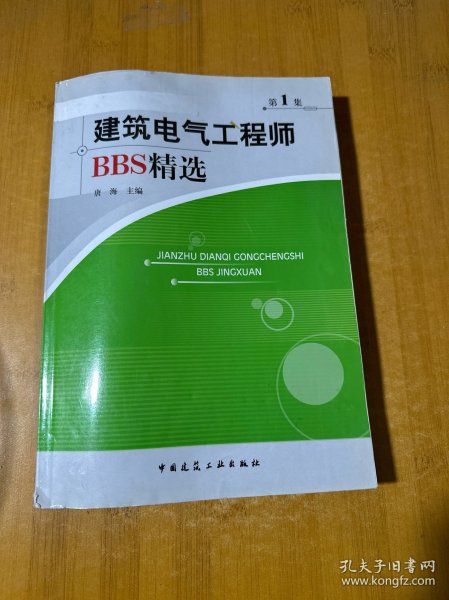 第1集
建筑电气工程师
BBS精选
唐 海 主编
JIANZHU DIANQI GONGCHENGSHI
BBS JINGXUAN
中国建筑工业出版社
孔夫子旧书网
www.kongfz.com